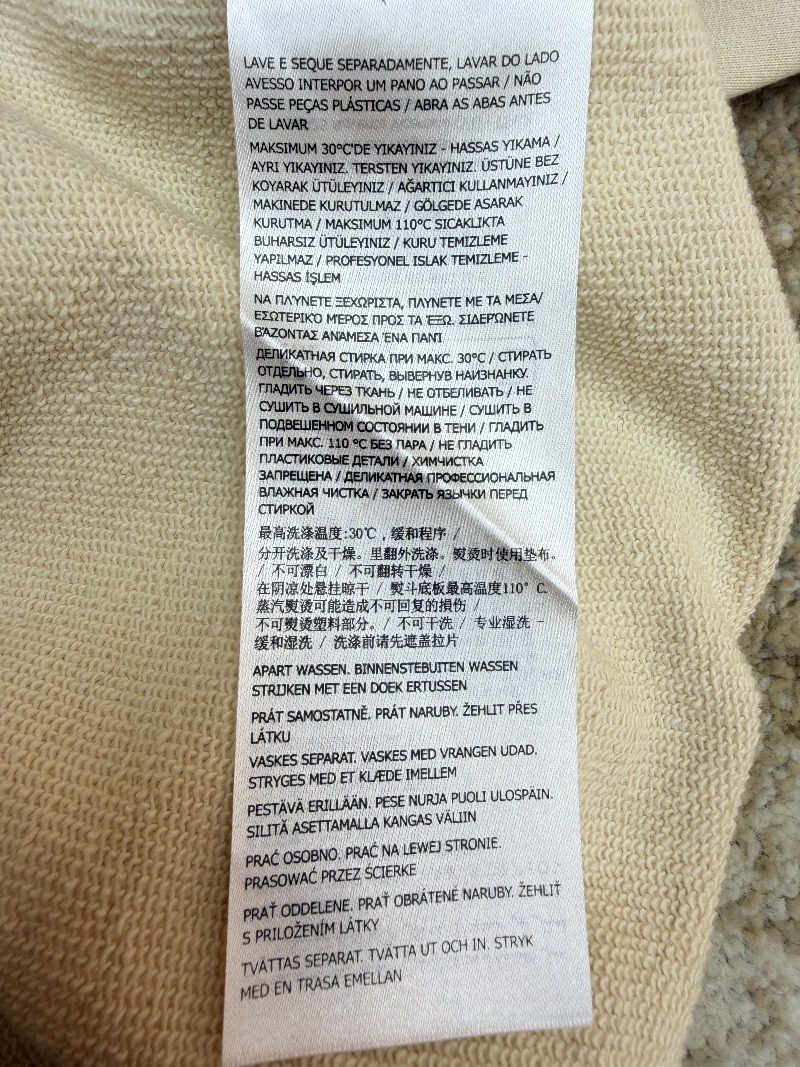 LAVE E SEQUE SEPARADAMENTE, LAVAR DO LADO
AVESSO INTERPOR UM PANO AO PASSAR / NÃO
PASSE PEÇAS PLÁSTICAS / ABRA AS ABAS ANTES
DE LAVAR
MAKSIMUM 30°C'DE YIKAYINIZ - HASSAS YIKAMA /
AYRI YIKAYINIZ. TERSTEN YIKAYINIZ. ÜSTÜNE BEZ
KOYARAK ÜTÜLEYINIZ / AĞARTICI KULLANMAYINIZ /
MAKINEDE KURUTULMAZ / GÖLGEDE ASARAK
KURUTMA / MAKSIMUM 110°C SICAKLIKTA
BUHARSIZ ÜTÜLEYINIZ / KURU TEMIZLEME
YAPILMAZ / PROFESYONEL ISLAK TEMIZLEME -
HASSAS İŞLEM
ΝΑ ΠΛΎΝΕΤΕ ΞΕΧΩΡΙΣΤΑ, ΠΛΥΝΕΤΕ ΜΕ ΤΑ ΜΕΣΑ/
ΕΣΩΤΕΡΙΚΌ ΜΈΡΟΣ ΠΡΟΣ ΤΑ ΈΞΩ. ΣΙΔΕΡΏΝΕΤΕ
ΒΆΖΟΝΤΑΣ ΑΝΆΜΕΣΑ ΈΝΑ ΠΑΝΊ
ДЕЛИКАТНАЯ СТИРКА ПРИ МАКС. 30°C / СТИРАТЬ
ОТДЕЛЬНО, СТИРАТЬ, ВЫВЕРНУВ НАИЗНАНКУ.
ГЛАДИТЬ ЧЕРЕЗ ТКАНЬ / НЕ ОТБЕЛИВАТЬ / НЕ
СУШИТЬ В СУШИЛЬНОЙ МАШИНЕ / СУШИТЬ В
ПОДВЕШЕННОМ СОСТОЯНИИ В ТЕНИ / ГЛАДИТЬ
ПРИ МАКС. 110 °C БЕЗ ПАРА / НЕ ГЛАДИТЬ
ПЛАСТИКОВЫЕ ДЕТАЛИ / ХИМЧИСТКА
ЗАПРЕЩЕНА / ДЕЛИКАТНАЯ ПРОФЕССИОНАЛЬНАЯ
ВЛАЖНАЯ ЧИСТКА / ЗАКРАТЬ ЯЗЫЧКИ ПЕРЕД
СТИРКОЙ
最高洗涤温度:30℃ , 缓和程序 /
分开洗涤及干燥。里翻外洗涤。熨烫时使用垫布。
/ 不可漂白 / 不可翻转干燥 /
在阴凉处悬挂晾干 / 熨斗底板最高温度110° C.
蒸汽熨烫可能造成不可回复的損伤 /
不可熨烫塑料部分。/ 不可干洗 / 专业湿洗 -
缓和湿洗 / 洗涤前请先遮盖拉片
APART WASSEN. BINNENSTEBUITEN WASSEN
STRIJKEN MET EEN DOEK ERTUSSEN
PRÁT SAMOSTATNĚ. PRÁT NARUBY. ŽEHLIT PŘES
LÁTKU
VASKES SEPARAT. VASKES MED VRANGEN UDAD.
STRYGES MED ET KLÆDE IMELLEM
PESTÄVÄ ERILLÄÄN. PESE NURJA PUOLI ULOSPÄIN.
SILITÄ ASETTAMALLA KANGAS VÄLIIN
PRAĆ OSOBNO. PRAĆ NA LEWEJ STRONIE.
PRASOWAĆ PRZEZ ŚCIERKE
PRAŤ ODDELENE. PRAŤ OBRÁTENÉ NARUBY. ŽEHLIŤ
S PRILOŽENÍM LÁTKY
TVÄTTAS SEPARAT. TVÄTTA UT OCH IN. STRYK
MED EN TRASA EMELLAN